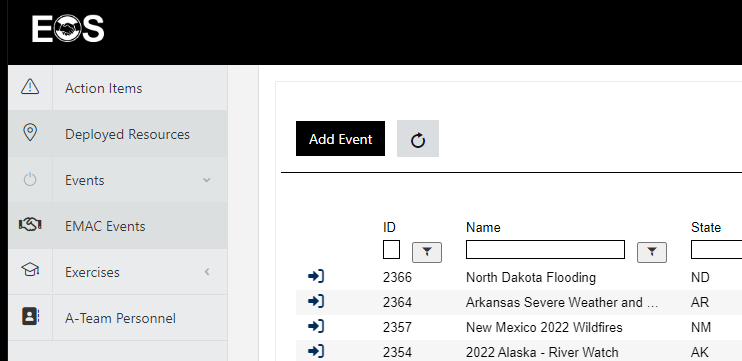 EOS
Action Items
Deployed Resources
Events
EMAC Events
Exercises
A-Team Personnel
Add Event
ID Name State
2366 North Dakota Flooding ND
2364 Arkansas Severe Weather and ... AR
2357 New Mexico 2022 Wildfires NM
2354 2022 Alaska - River Watch AK